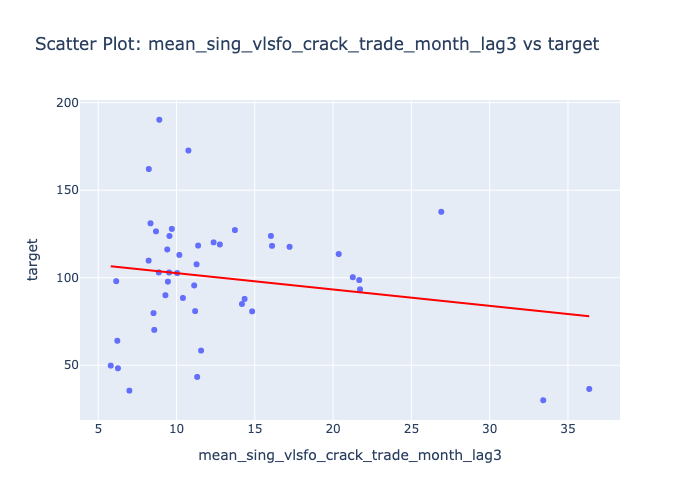 Scatter Plot: mean_sing_vlsfo_crack_trade_month_lag3 vs target
200
150
100
50
target
5 10 15 20 25 30 35
mean_sing_vlsfo_crack_trade_month_lag3